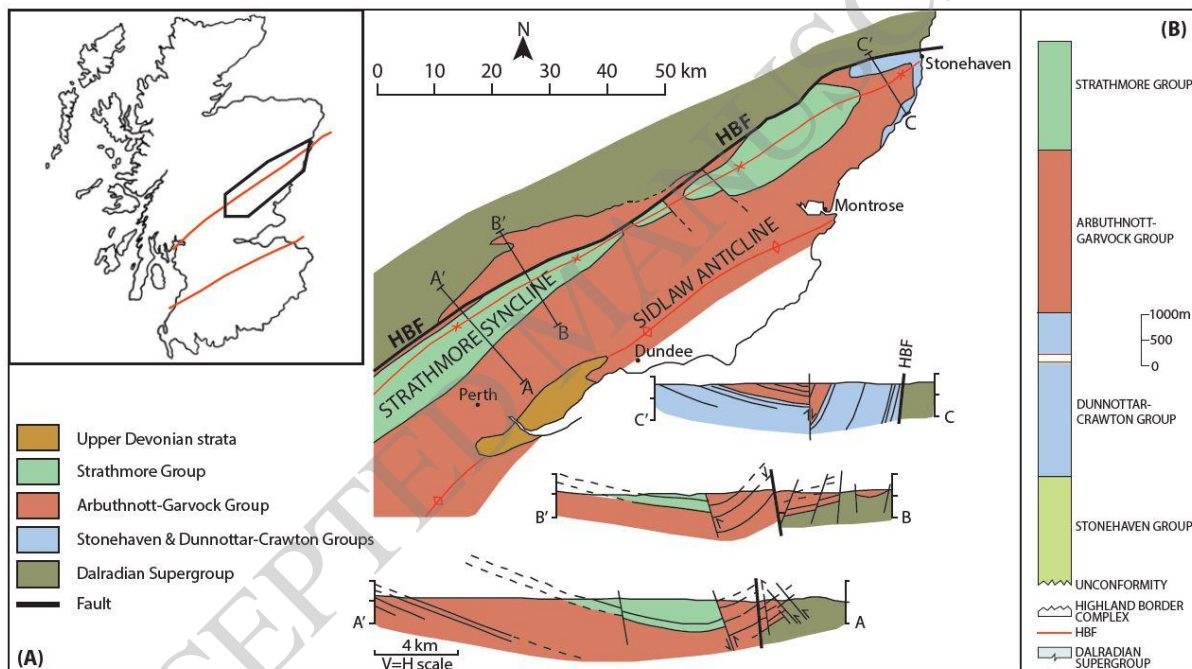 N
0 10 20 30 40 50 km
C'
Stonehaven
C
HBF
Montrose
B'
A'
SIDLAW ANTICLINE
HBF
STRATHMORE SYNCLINE
B
Dundee
A
Perth
HBF
C' C
B' B
A' A
4 km
V=H scale
Upper Devonian strata
Strathmore Group
Arbuthnott-Garvock Group
Stonehaven & Dunnottar-Crawton Groups
Dalradian Supergroup
Fault
(A)
(B)
STRATHMORE GROUP
ARBUTHNOTT-
GARVOCK GROUP
1000m
500
0
DUNNOTTAR-
CRAWTON GROUP
STONEHAVEN GROUP
UNCONFORMITY
HIGHLAND BORDER
COMPLEX
HBF
DALRADIAN
SUPERGROUP
CEPTED MANUSC